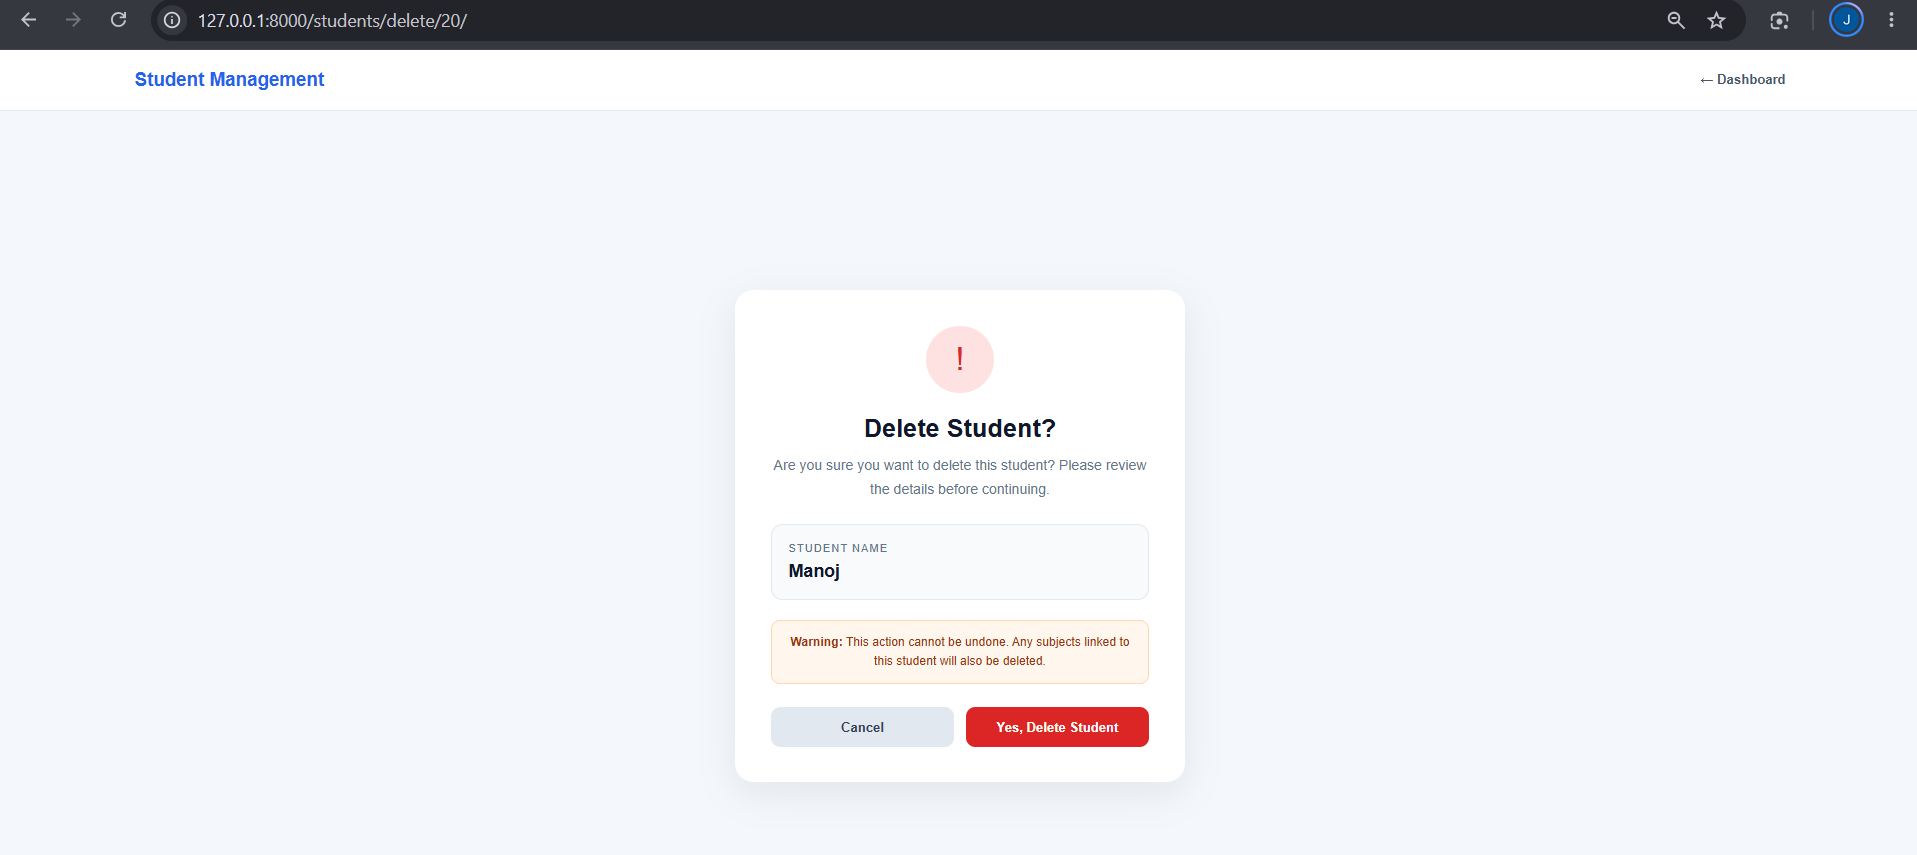 127.0.0.1:8000/students/delete/20/
J
Student Management
← Dashboard
!
Delete Student?
Are you sure you want to delete this student? Please review
the details before continuing.
STUDENT NAME
Manoj
Warning: This action cannot be undone. Any subjects linked to
this student will also be deleted.
Cancel
Yes, Delete Student